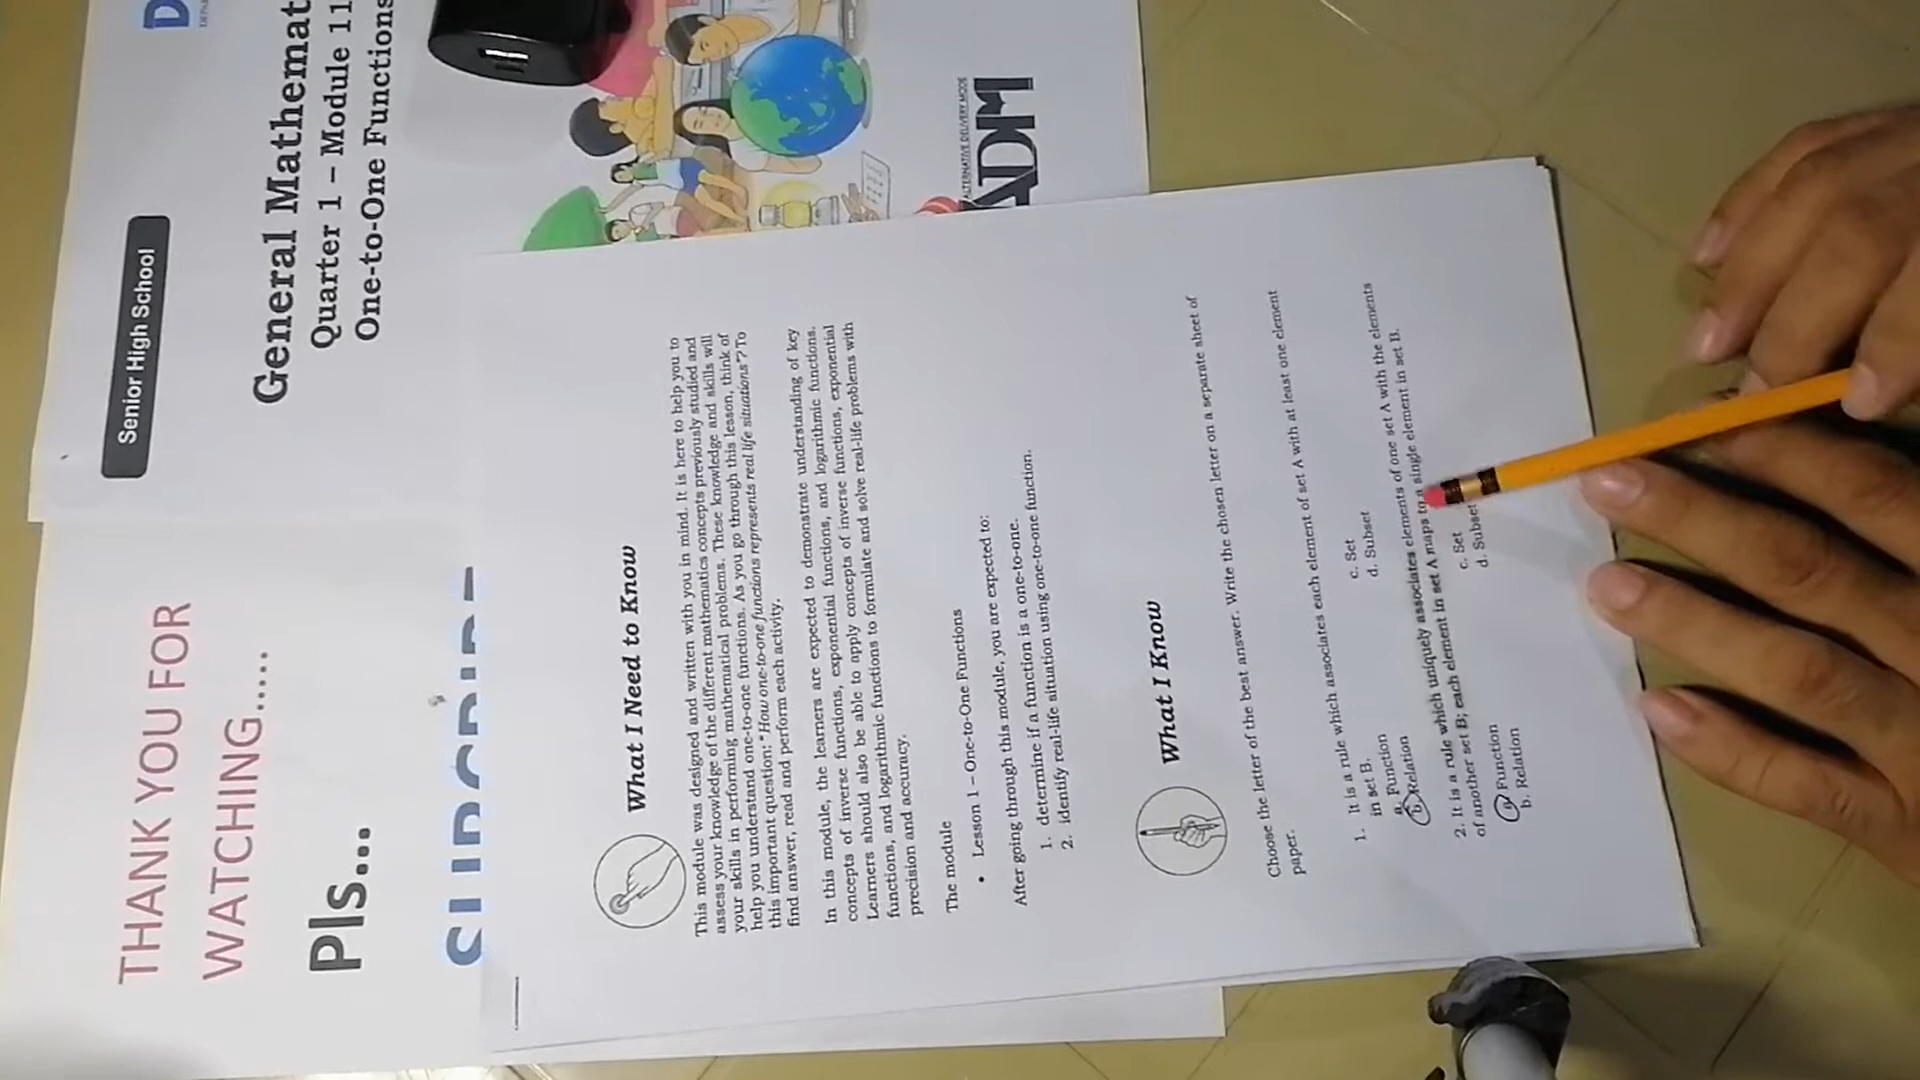 Senior High School
General Mathemat
Quarter 1 – Module 11
One-to-One Functions
ALTERNATIVE DELIVERY MODE
ADM
THANK YOU FOR
WATCHING.....
Pls...
What I Need to Know
This module was designed and written with you in mind. It is here to help you to
assess your knowledge of the different mathematics concepts previously studied and
your skills in performing mathematical problems. These knowledge and skills will
help you understand one-to-one functions. As you go through this lesson, think of
this important question: "How one-to-one functions represents real life situations"? To
find answer, read and perform each activity.
In this module, the learners are expected to demonstrate understanding of key
concepts of inverse functions, exponential functions, and logarithmic functions.
Learners should also be able to apply concepts of inverse functions, exponential
functions, and logarithmic functions to formulate and solve real-life problems with
precision and accuracy.
The module
• Lesson 1 – One-to-One Functions
After going through this module, you are expected to:
1. determine if a function is a one-to-one.
2. identify real-life situation using one-to-one function.
What I Know
Choose the letter of the best answer. Write the chosen letter on a separate sheet of
paper.
1. It is a rule which associates each element of set A with at least one element
in set B.
a. Function c. Set
b. Relation d. Subset
2. It is a rule which uniquely associates elements of one set A with the elements
of another set B; each element in set A maps to a single element in set B.
a. Function c. Set
b. Relation d. Subset